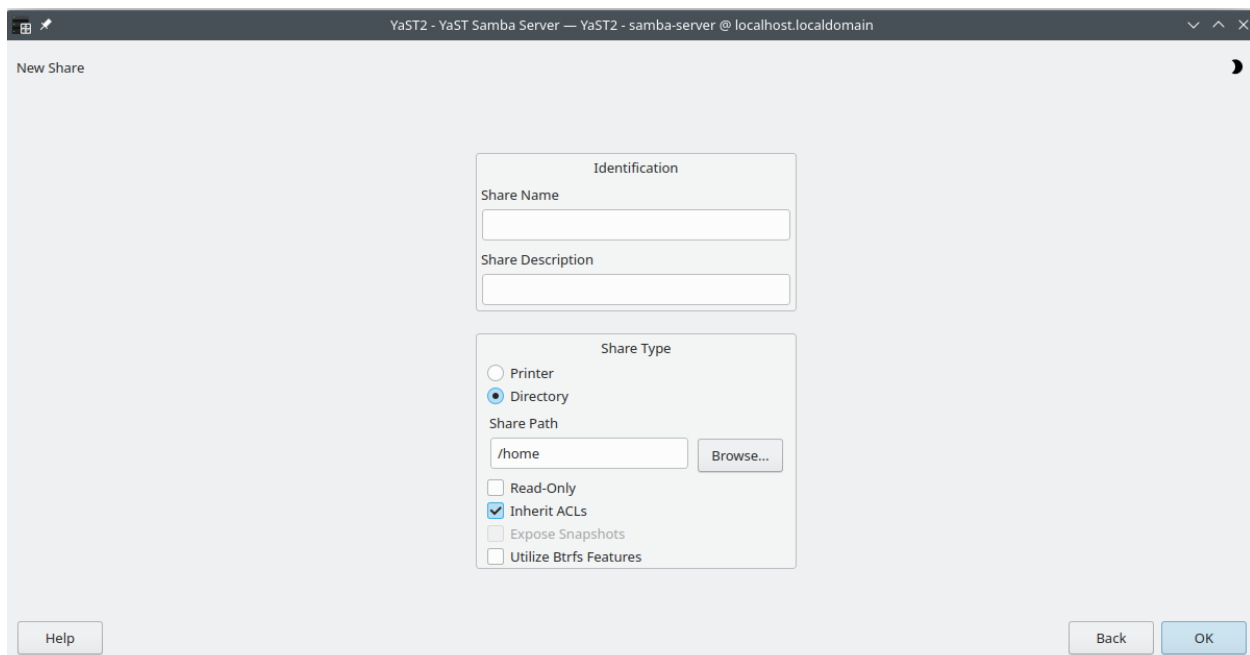 YaST2 - YaST Samba Server — YaST2 - samba-server @ localhost.localdomain
New Share
Identification
Share Name
Share Description
Share Type
Printer
Directory
Share Path
/home
Browse...
Read-Only
Inherit ACLs
Expose Snapshots
Utilize Btrfs Features
Help
Back
OK